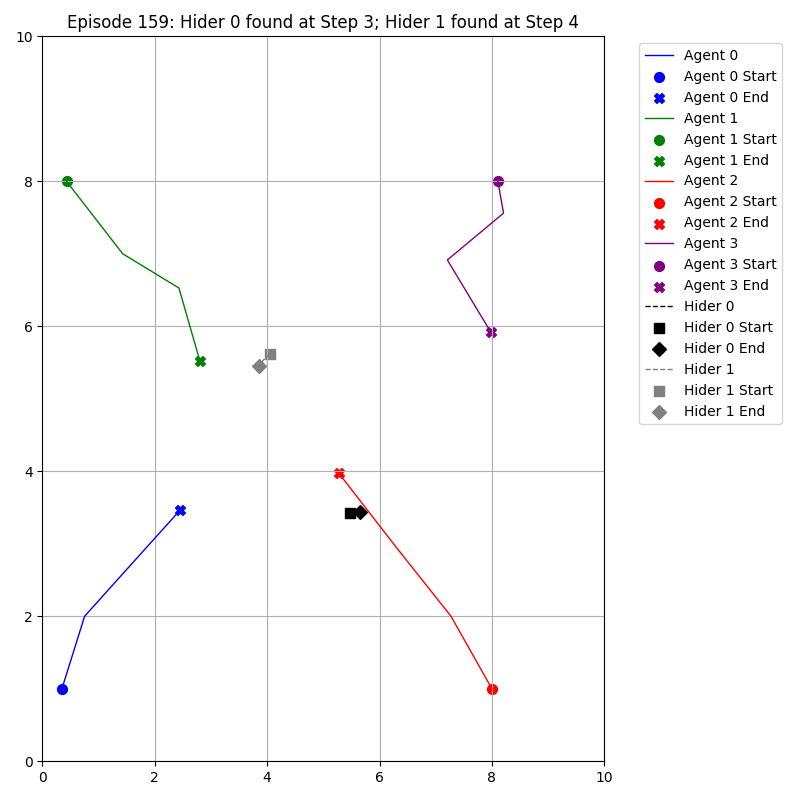 Episode 159: Hider 0 found at Step 3; Hider 1 found at Step 4
10
8
6
4
2
0
0 2 4 6 8 10
Agent 0
Agent 0 Start
Agent 0 End
Agent 1
Agent 1 Start
Agent 1 End
Agent 2
Agent 2 Start
Agent 2 End
Agent 3
Agent 3 Start
Agent 3 End
Hider 0
Hider 0 Start
Hider 0 End
Hider 1
Hider 1 Start
Hider 1 End